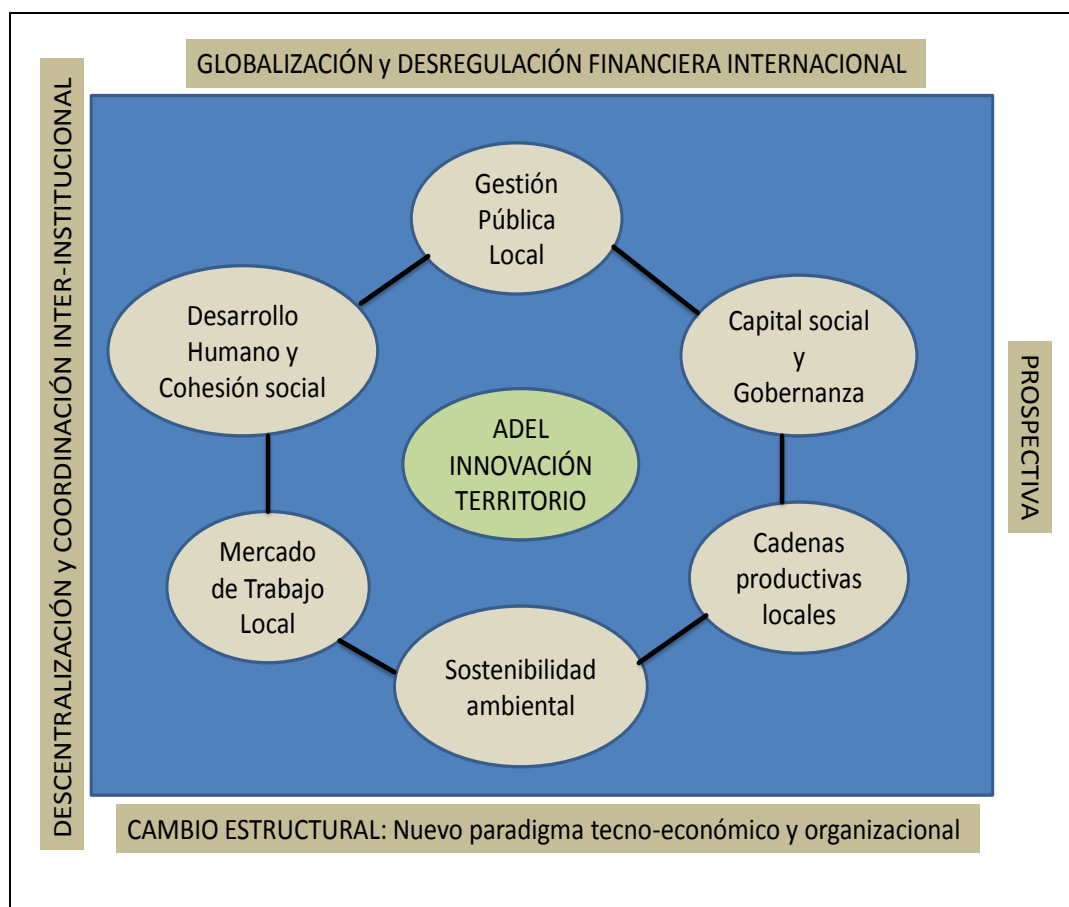 GLOBALIZACIÓN y DESREGULACIÓN FINANCIERA INTERNACIONAL
DESCENTRALIZACIÓN y COORDINACIÓN INTER-INSTITUCIONAL
Gestión
Pública
Local
Desarrollo
Humano y
Cohesión social
Capital social
y
Gobernanza
ADEL
INNOVACIÓN
TERRITORIO
PROSPECTIVA
Mercado
de Trabajo
Local
Cadenas
productivas
locales
Sostenibilidad
ambiental
CAMBIO ESTRUCTURAL: Nuevo paradigma tecno-económico y organizacional